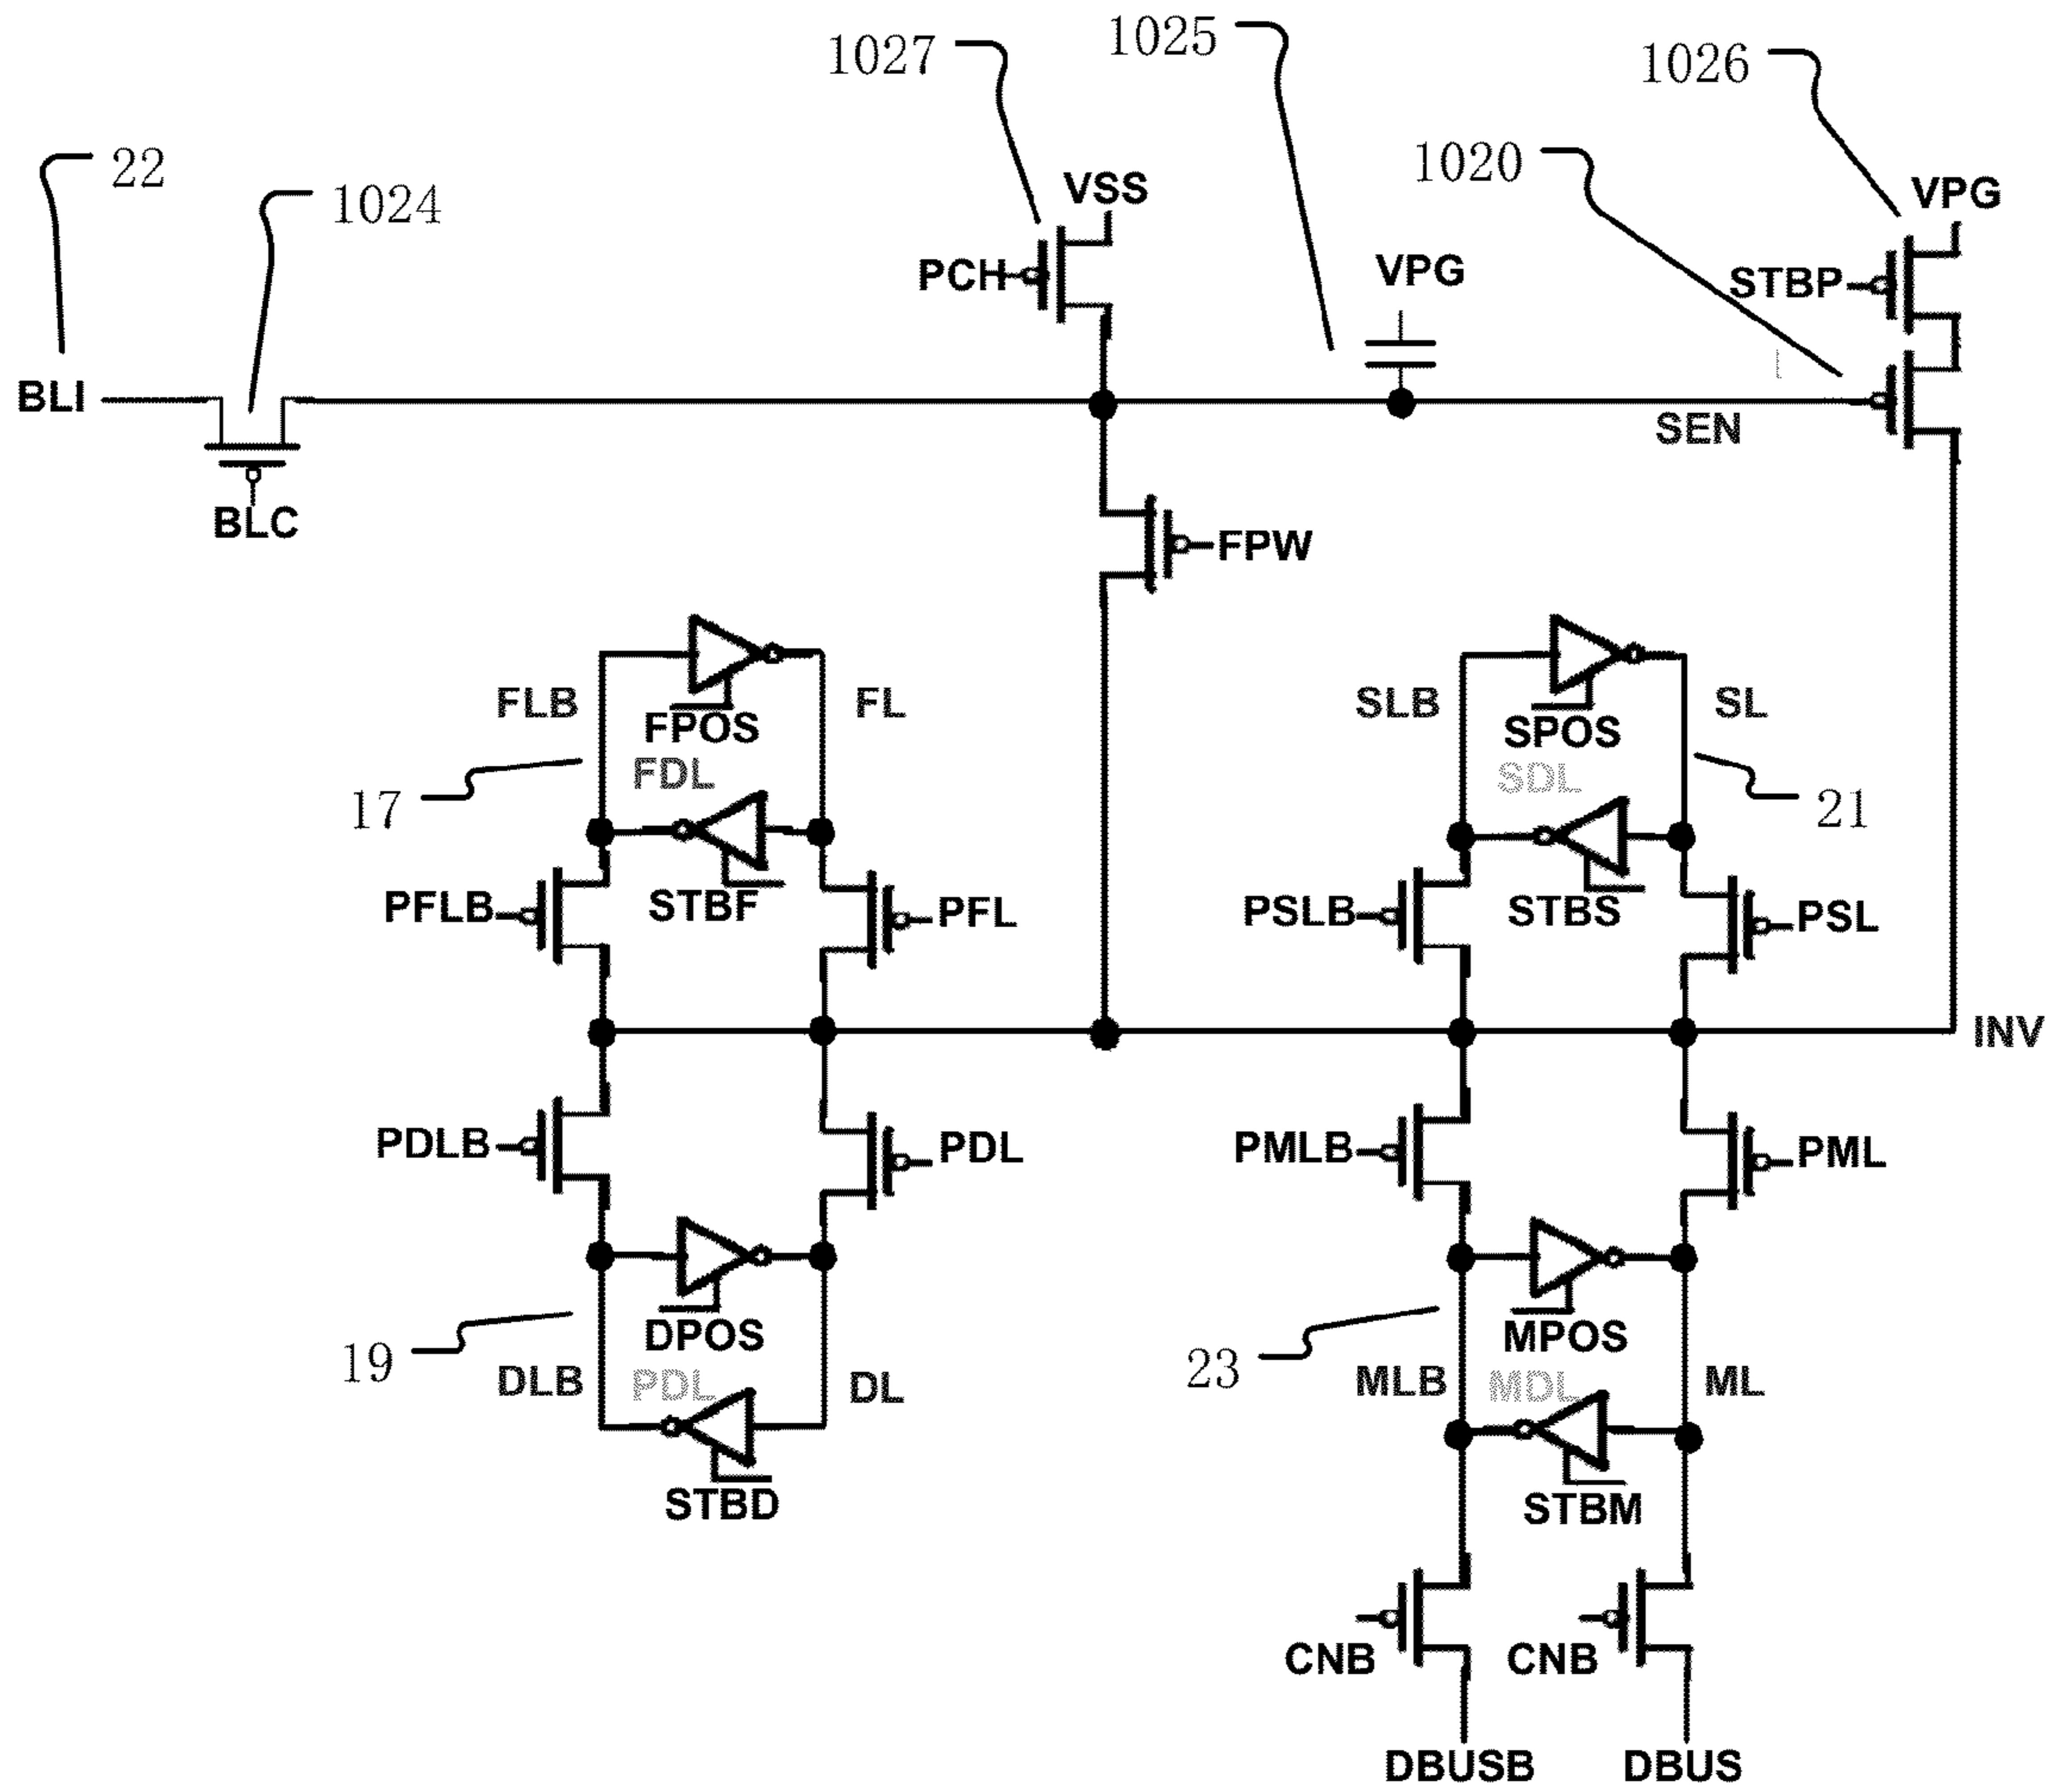 1027
1025
1026
22
1024
1020
VSS
VPG
PCH
VPG
STBP
BLI
SEN
BLC
FPW
FLB
FL
FPOS
FDL
17
STBF
PFLB
PFL
SLB
SL
SPOS
SDL
21
STBS
PSLB
PSL
INV
PDLB
PDL
DPOS
19
DLB
PDL
DL
STBD
PMLB
PML
MPOS
23
MLB
MDL
ML
STBM
CNB
CNB
DBUSB
DBUS